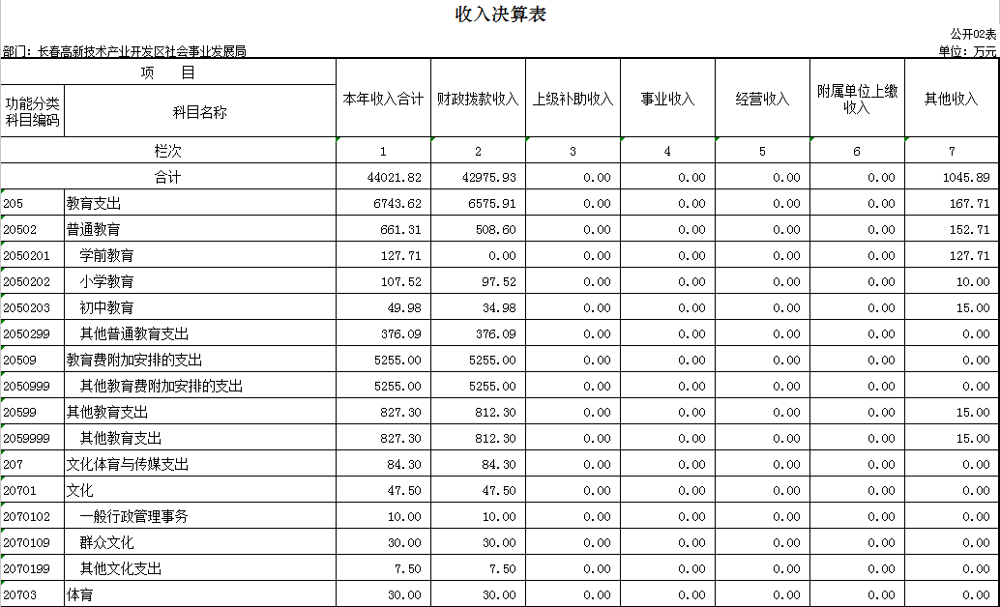 收入决算表
公开02表
部门：长春高新技术产业开发区社会事业发展局 单位：万元
项 目 本年收入合计 财政拨款收入 上级补助收入 事业收入 经营收入 附属单位上缴收入 其他收入
功能分类科目编码 科目名称
栏次 1 2 3 4 5 6 7
合计 44021.82 42975.93 0.00 0.00 0.00 0.00 1045.89
205 教育支出 6743.62 6575.91 0.00 0.00 0.00 0.00 167.71
20502 普通教育 661.31 508.60 0.00 0.00 0.00 0.00 152.71
2050201 学前教育 127.71 0.00 0.00 0.00 0.00 0.00 127.71
2050202 小学教育 107.52 97.52 0.00 0.00 0.00 0.00 10.00
2050203 初中教育 49.98 34.98 0.00 0.00 0.00 0.00 15.00
2050299 其他普通教育支出 376.09 376.09 0.00 0.00 0.00 0.00 0.00
20509 教育费附加安排的支出 5255.00 5255.00 0.00 0.00 0.00 0.00 0.00
2050999 其他教育费附加安排的支出 5255.00 5255.00 0.00 0.00 0.00 0.00 0.00
20599 其他教育支出 827.30 812.30 0.00 0.00 0.00 0.00 15.00
2059999 其他教育支出 827.30 812.30 0.00 0.00 0.00 0.00 15.00
207 文化体育与传媒支出 84.30 84.30 0.00 0.00 0.00 0.00 0.00
20701 文化 47.50 47.50 0.00 0.00 0.00 0.00 0.00
2070102 一般行政管理事务 10.00 10.00 0.00 0.00 0.00 0.00 0.00
2070109 群众文化 30.00 30.00 0.00 0.00 0.00 0.00 0.00
2070199 其他文化支出 7.50 7.50 0.00 0.00 0.00 0.00 0.00
20703 体育 30.00 30.00 0.00 0.00 0.00 0.00 0.00